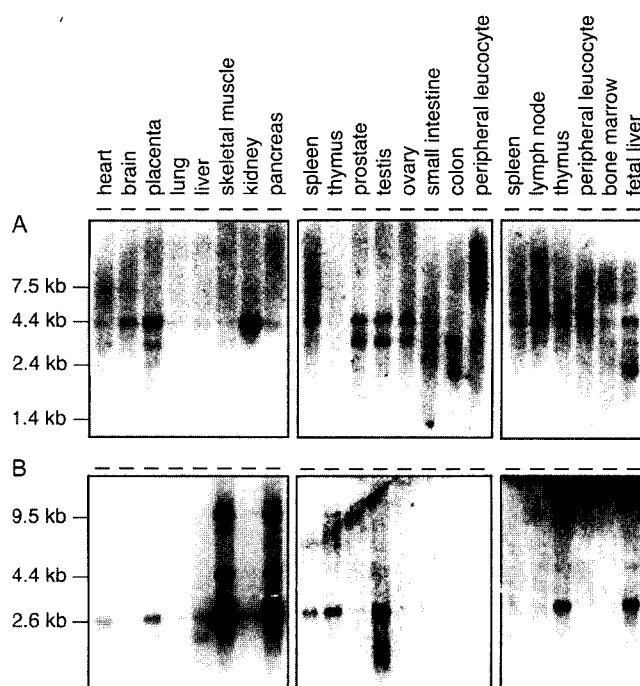 heart
brain
placenta
lung
liver
skeletal muscle
kidney
pancreas
spleen
thymus
prostate
testis
ovary
small intestine
colon
peripheral leucocyte
spleen
lymph node
thymus
peripheral leucocyte
bone marrow
fetal liver
A
7.5 kb
4.4 kb
2.4 kb
1.4 kb
B
9.5 kb
4.4 kb
2.6 kb